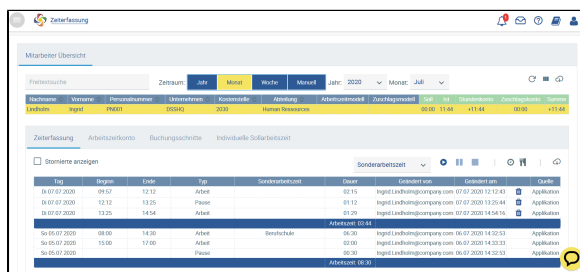 Zeiterfassung
Mitarbeiter Übersicht
Freitextsuche Zeitraum: Jahr Monat Woche Manuell Jahr: 2020 Monat: Juli
Nachname Vorname Personalnummer Unternehmen Kostenstelle Abteilung Arbeitszeitmodell Zuschlagsmodell Soll Ist Stundenkonto Zuschlagskonto Summe
Lindholm Ingrid PN001 DSSHQ 2030 Human Ressources 00:00 11:44 +11:44 00:00 +11:44
Zeiterfassung Arbeitszeitkonto Buchungsschnitte Individuelle Sollarbeitszeit
Stornierte anzeigen Sonderarbeitszeit
Tag Beginn Ende Typ Sonderarbeitszeit Dauer Geändert von Geändert am Quelle
Di 07.07.2020 09:57 12:12 Arbeit 02:15 Ingrid.Lindholm@company.com 07.07.2020 12:12:43 Applikation
Di 07.07.2020 12:12 13:25 Pause 01:12 Ingrid.Lindholm@company.com 07.07.2020 13:25:44 Applikation
Di 07.07.2020 13:25 14:54 Arbeit 01:29 Ingrid.Lindholm@company.com 07.07.2020 14:54:16 Applikation
Arbeitszeit: 03:44
So 05.07.2020 08:00 14:30 Arbeit Berufschule 06:30 Ingrid.Lindholm@company.com 06.07.2020 14:32:53 Applikation
So 05.07.2020 15:00 17:00 Arbeit 02:00 Ingrid.Lindholm@company.com 06.07.2020 14:33:33 Applikation
So 05.07.2020 Pause 00:30 Ingrid.Lindholm@company.com 06.07.2020 14:32:53 Applikation
Arbeitszeit: 08:30